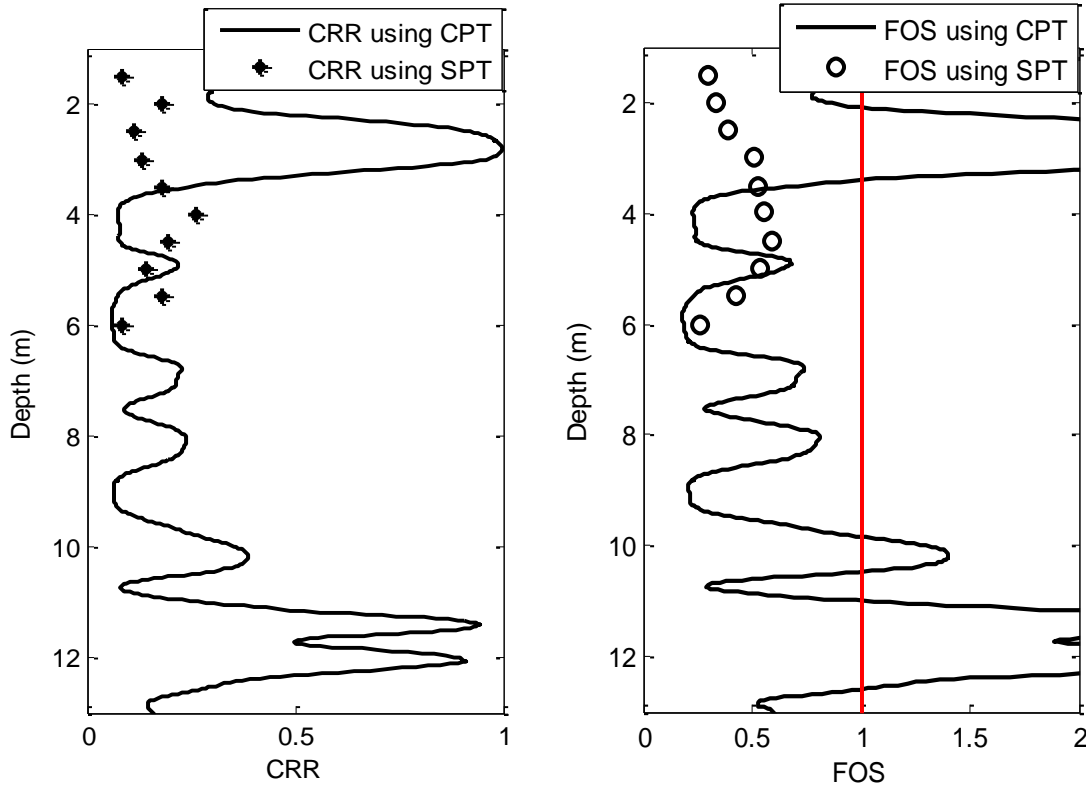 CRR using CPT
CRR using SPT
2
4
6
8
10
12
Depth (m)
0
0.5
1
CRR
FOS using CPT
FOS using SPT
2
4
6
8
10
12
Depth (m)
0
0.5
1
1.5
2
FOS